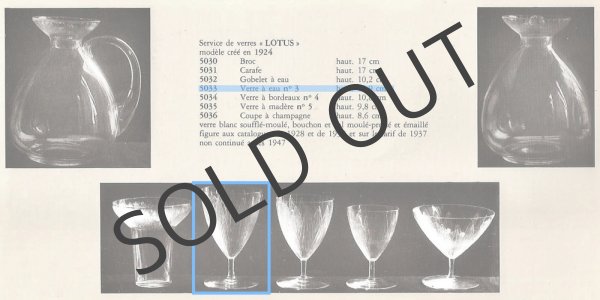 Service de verres « LOTUS »
modèle créé en 1924
5030 Broc haut. 17 cm
5031 Carafe haut. 17 cm
5032 Gobelet à eau haut. 10,2
5033 Verre à eau nº 3
5034 Verre à bordeaux nº 4 haut. 10,
5035 Verre à madère nº 5 haut. 9,8 cm
5036 Coupe à champagne haut. 8,6 cm
verre blanc soufflé-moulé, bouchon et col moulé-pressé et émaillé
figure aux catalogues 1928 et de et sur le tarif de 1937
non continué après 1947
SOLD OUT